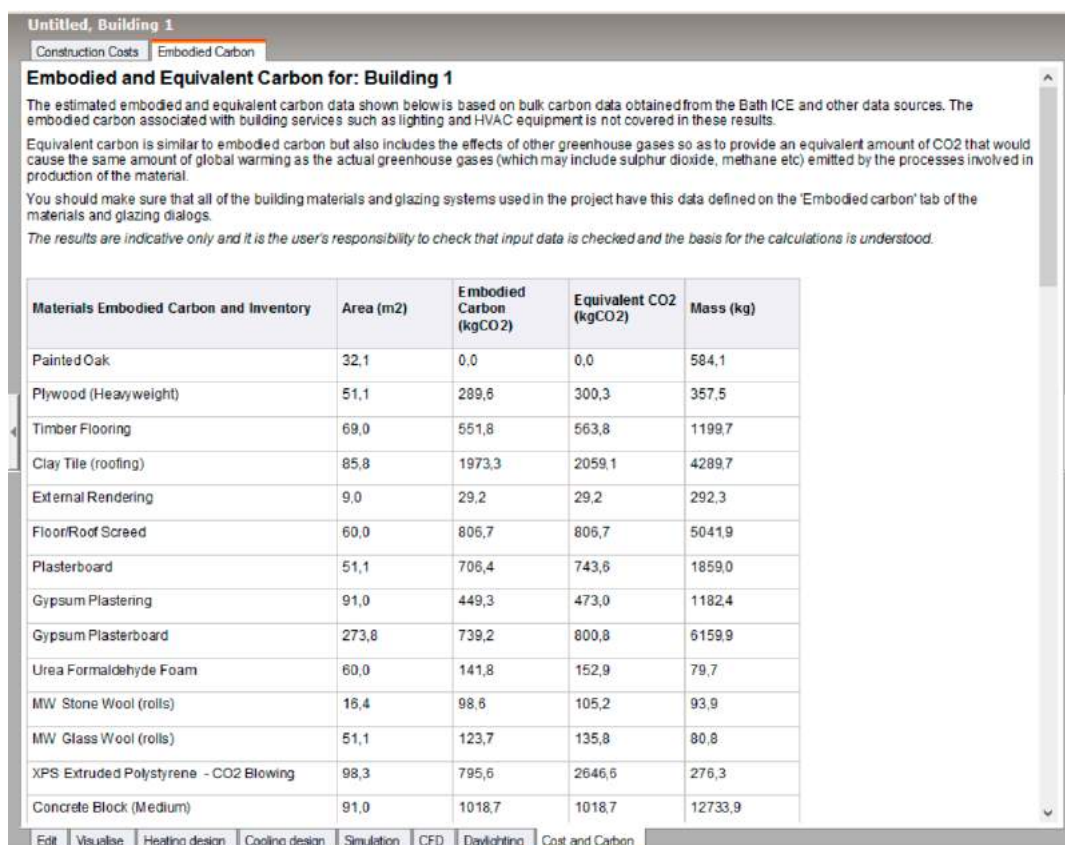 Untitled, Building 1
Construction Costs Embodied Carbon
Embodied and Equivalent Carbon for: Building 1
The estimated embodied and equivalent carbon data shown below is based on bulk carbon data obtained from the Bath ICE and other data sources. The
embodied carbon associated with building services such as lighting and HVAC equipment is not covered in these results.
Equivalent carbon is similar to embodied carbon but also includes the effects of other greenhouse gases so as to provide an equivalent amount of CO2 that would
cause the same amount of global warming as the actual greenhouse gases (which may include sulphur dioxide, methane etc) emitted by the processes involved in
production of the material.
You should make sure that all of the building materials and glazing systems used in the project have this data defined on the 'Embodied carbon' tab of the
materials and glazing dialogs.
The results are indicative only and it is the user's responsibility to check that input data is checked and the basis for the calculations is understood.
Materials Embodied Carbon and Inventory Area (m2) Embodied Carbon (kgCO2) Equivalent CO2 (kgCO2) Mass (kg)
Painted Oak 32,1 0,0 0,0 584,1
Plywood (Heavyweight) 51,1 289,6 300,3 357,5
Timber Flooring 69,0 551,8 563,8 1199,7
Clay Tile (roofing) 85,8 1973,3 2059,1 4289,7
External Rendering 9,0 29,2 29,2 292,3
Floor/Roof Screed 60,0 806,7 806,7 5041,9
Plasterboard 51,1 706,4 743,6 1859,0
Gypsum Plastering 91,0 449,3 473,0 1182,4
Gypsum Plasterboard 273,8 739,2 800,8 6159,9
Urea Formaldehyde Foam 60,0 141,8 152,9 79,7
MW Stone Wool (rolls) 16,4 98,6 105,2 93,9
MW Glass Wool (rolls) 51,1 123,7 135,8 80,8
XPS Extruded Polystyrene - CO2 Blowing 98,3 795,6 2646,6 276,3
Concrete Block (Medium) 91,0 1018,7 1018,7 12733,9
Edit Visualise Heating design Cooling design Simulation CFD Daylighting Cost and Carbon